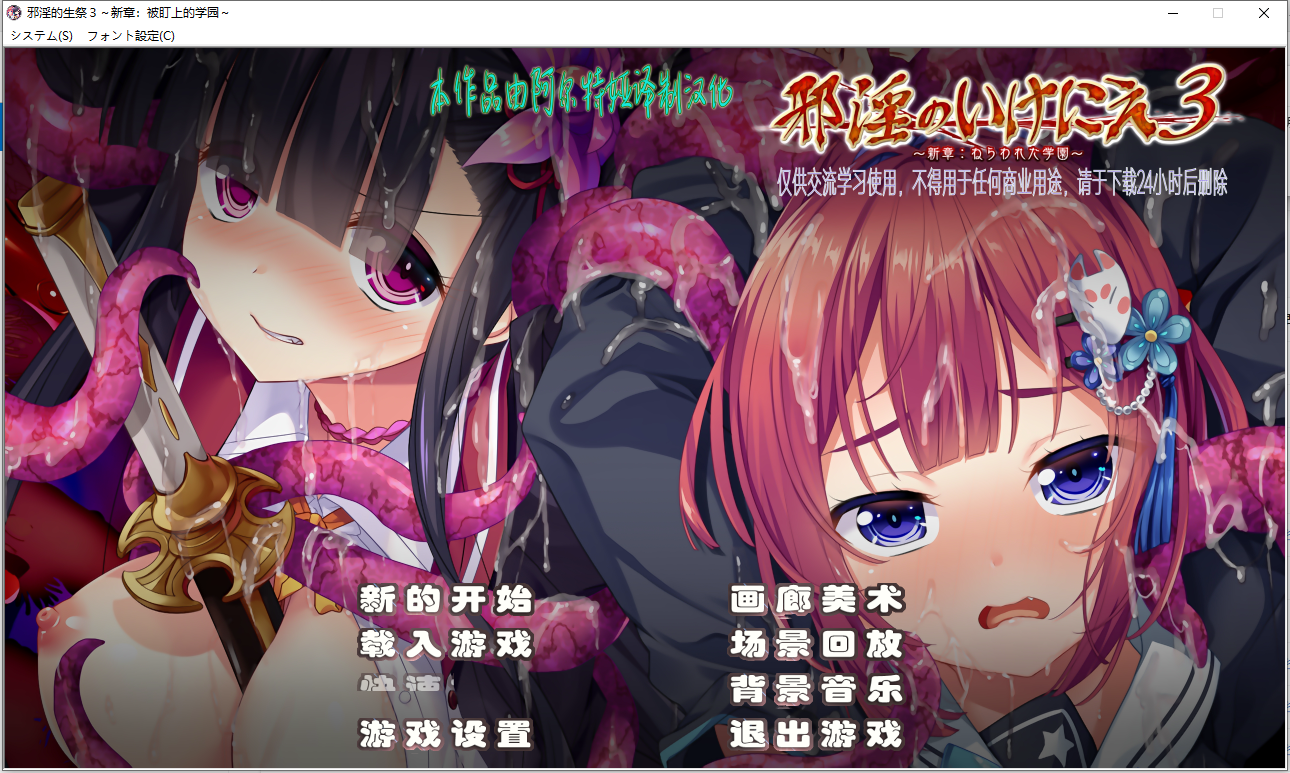 邪淫的生祭３～新章：被盯上的学园～
システム(S) フォント設定(C)
本作品由阿尔特娅译制汉化
邪淫のいけにえ3
～新章：ねらわれた学園～
仅供交流学习使用，不得用于任何商业用途，请于下载24小时后删除
新的开始
载入游戏
快速
游戏设置
画廊美术
场景回放
背景音乐
退出游戏